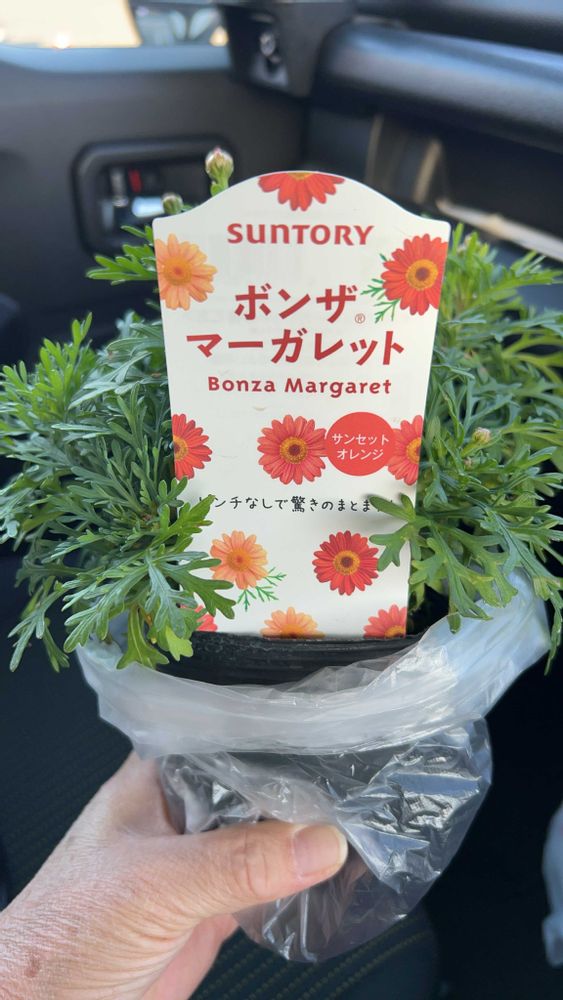 SUNTORY
ボンザ®
マーガレット
Bonza Margaret
サンセット
オレンジ
ンチなしで驚きのまとま